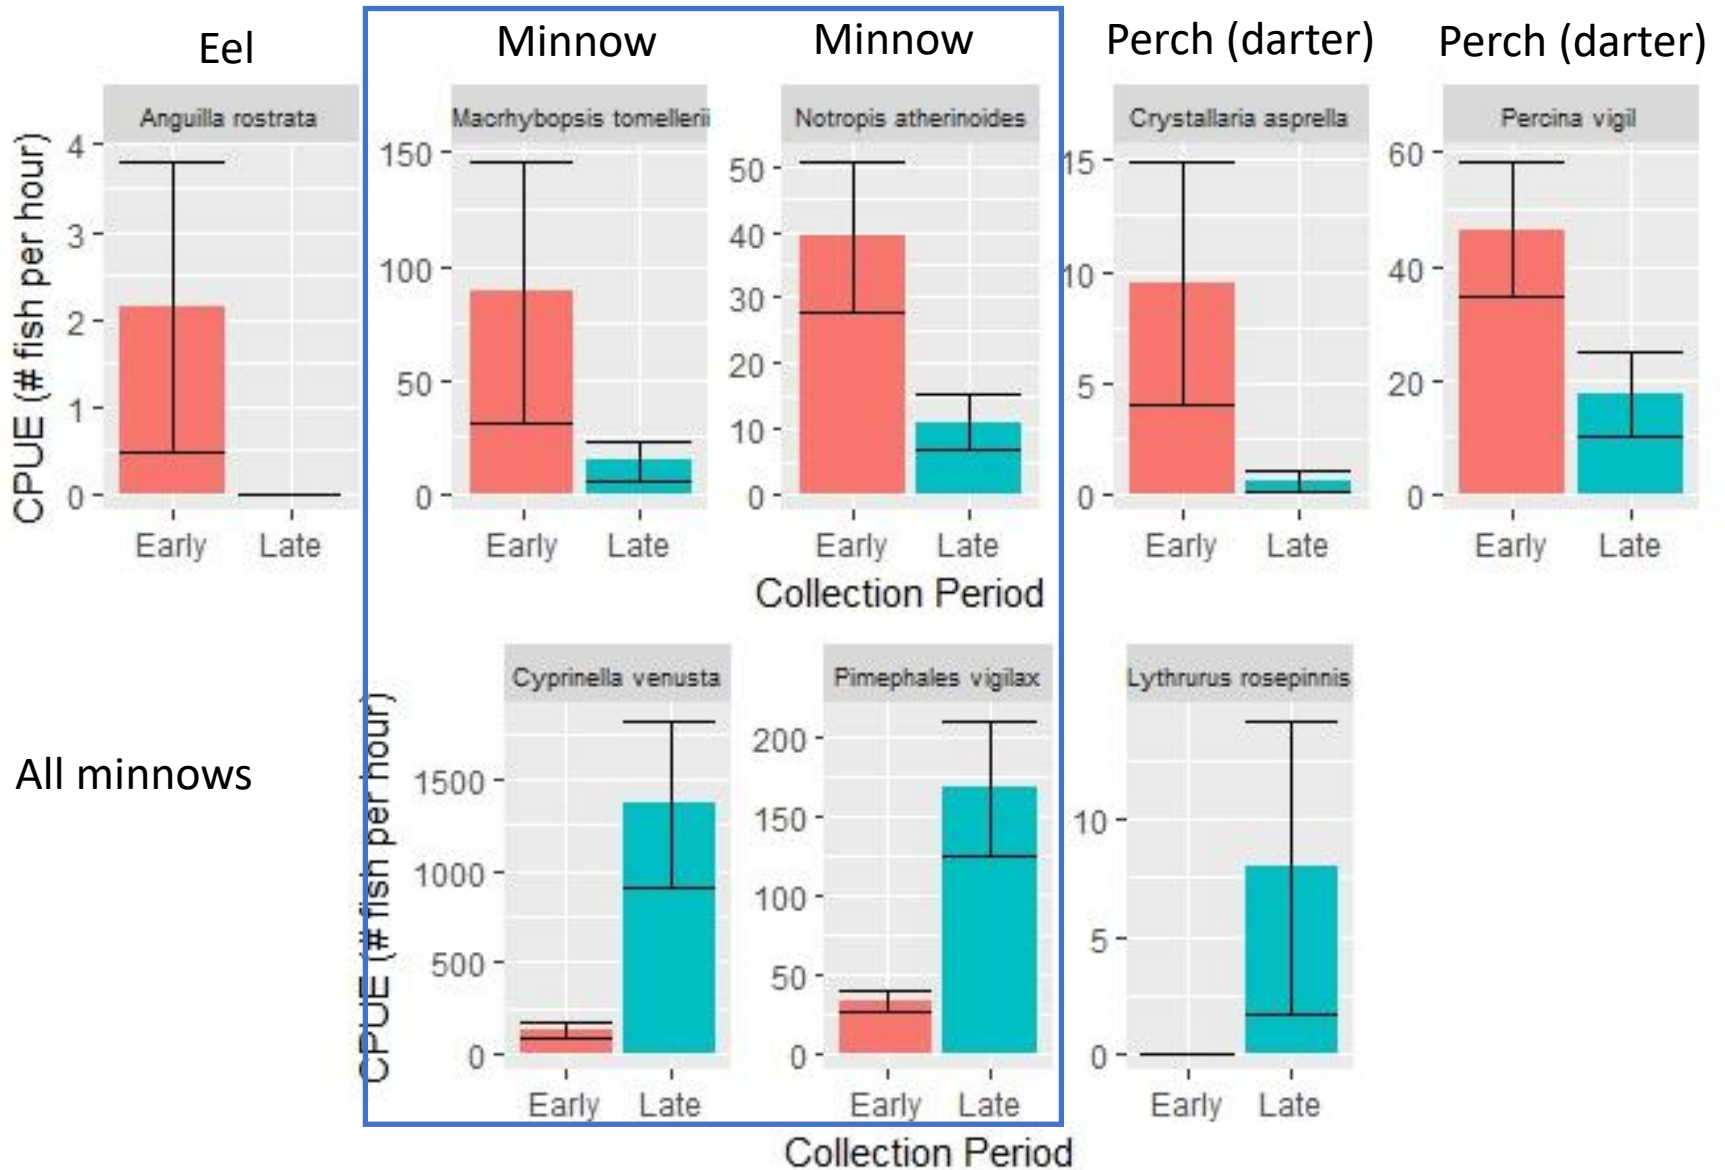 Eel
Minnow
Minnow
Perch (darter)
Perch (darter)
Anguilla rostrata
Macrhybopsis tomellerii
Notropis atherinoides
Crystallaria asprella
Percina vigil
CPUE (# fish per hour)
4
3
2
1
0
150
100
50
0
50
40
30
20
10
0
15
10
5
0
60
40
20
0
Early Late
Early Late
Early Late
Early Late
Early Late
Collection Period
All minnows
Cyprinella venusta
Pimephales vigilax
Lythrurus rosepinnis
CPUE (# fish per hour)
1500
1000
500
0
200
150
100
50
0
10
5
0
Early Late
Early Late
Early Late
Collection Period